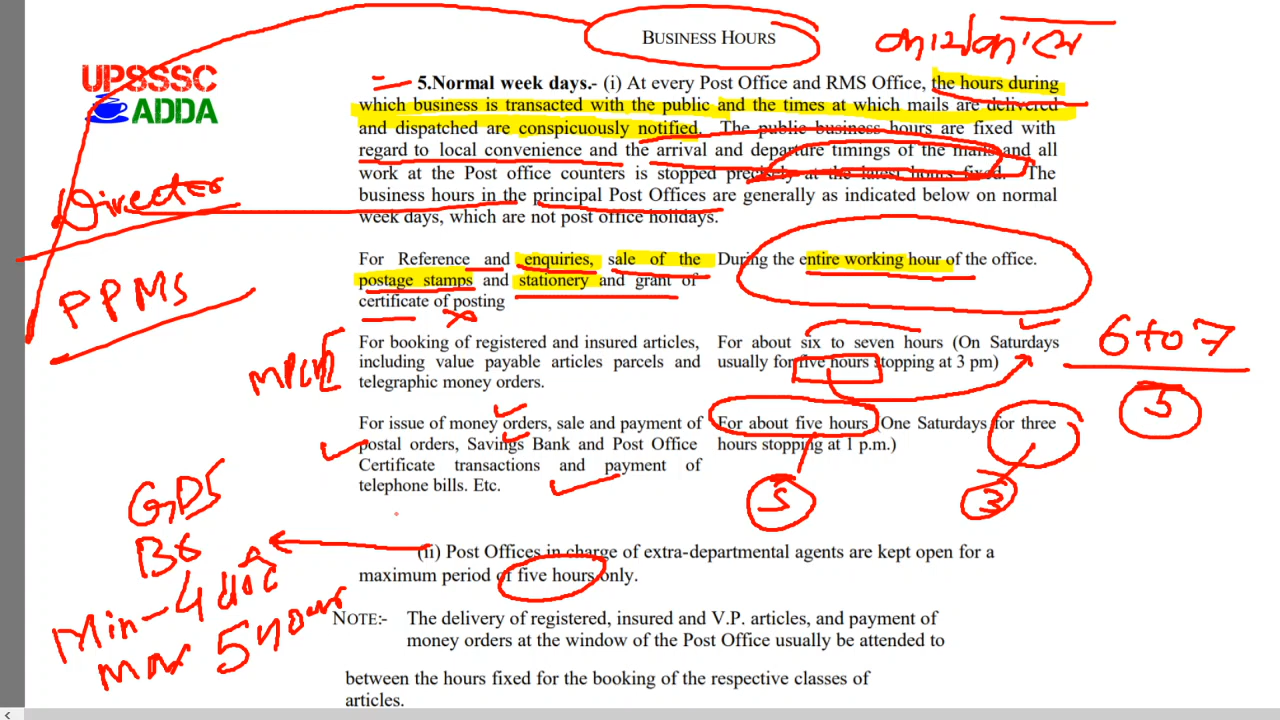 BUSINESS HOURS
UPSSSC
ADDA
5.Normal week days.- (i) At every Post Office and RMS Office, the hours during
which business is transacted with the public and the times at which mails are delivered
and dispatched are conspicuously notified. The public business hours are fixed with
regard to local convenience and the arrival and departure timings of the mails and all
work at the Post office counters is stopped precisely at the latest hours fixed. The
business hours in the principal Post Offices are generally as indicated below on normal
week days, which are not post office holidays.
Director
PPMS
For Reference and enquiries, sale of the
postage stamps and stationery and grant of
certificate of posting
During the entire working hour of the office.
For booking of registered and insured articles,
including value payable articles parcels and
telegraphic money orders.
For about six to seven hours (On Saturdays
usually for five hours stopping at 3 pm)
6 to 7
5
For issue of money orders, sale and payment of
postal orders, Savings Bank and Post Office
Certificate transactions and payment of
telephone bills. Etc.
For about five hours (One Saturdays for three
hours stopping at 1 p.m.)
5
3
GDS
Min - 4
max 5 Hour
(ii) Post Offices in charge of extra-departmental agents are kept open for a
maximum period of five hours only.
NOTE:- The delivery of registered, insured and V.P. articles, and payment of
money orders at the window of the Post Office usually be attended to
between the hours fixed for the booking of the respective classes of
articles.